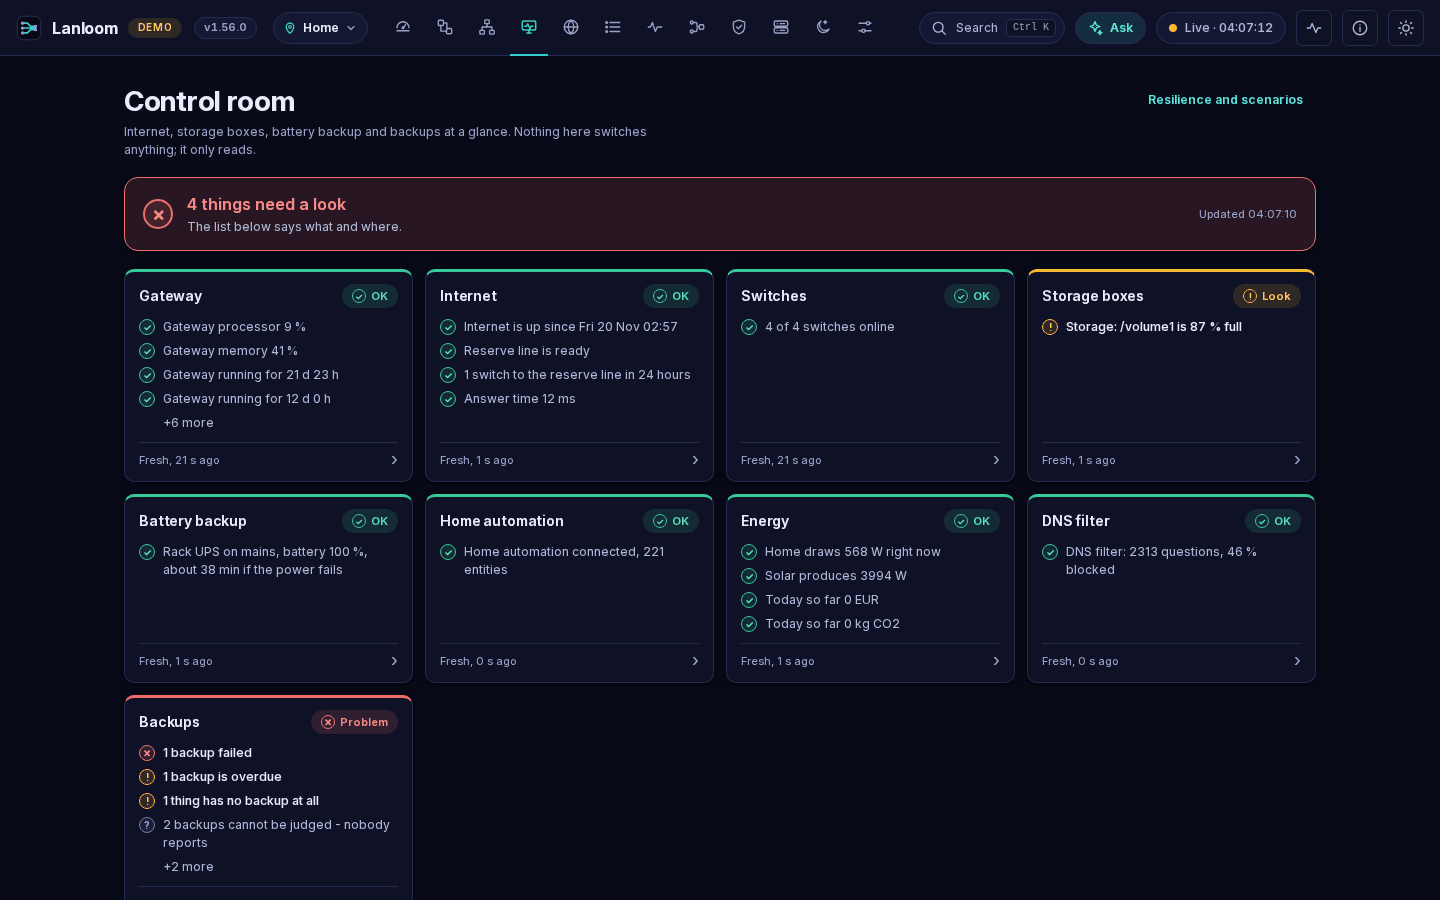 Lanloom
DEMO
v1.56.0
Home
Search
Ctrl K
Ask
Live · 04:07:12
Control room
Resilience and scenarios
Internet, storage boxes, battery backup and backups at a glance. Nothing here switches
anything; it only reads.
4 things need a look
The list below says what and where.
Updated 04:07:10
Gateway
OK
Gateway processor 9 %
Gateway memory 41 %
Gateway running for 21 d 23 h
Gateway running for 12 d 0 h
+6 more
Fresh, 21 s ago
Internet
OK
Internet is up since Fri 20 Nov 02:57
Reserve line is ready
1 switch to the reserve line in 24 hours
Answer time 12 ms
Fresh, 1 s ago
Switches
OK
4 of 4 switches online
Fresh, 21 s ago
Storage boxes
Look
Storage: /volume1 is 87 % full
Fresh, 1 s ago
Battery backup
OK
Rack UPS on mains, battery 100 %,
about 38 min if the power fails
Fresh, 1 s ago
Home automation
OK
Home automation connected, 221
entities
Fresh, 0 s ago
Energy
OK
Home draws 568 W right now
Solar produces 3994 W
Today so far 0 EUR
Today so far 0 kg CO2
Fresh, 1 s ago
DNS filter
OK
DNS filter: 2313 questions, 46 %
blocked
Fresh, 0 s ago
Backups
Problem
1 backup failed
1 backup is overdue
1 thing has no backup at all
2 backups cannot be judged - nobody
reports
+2 more